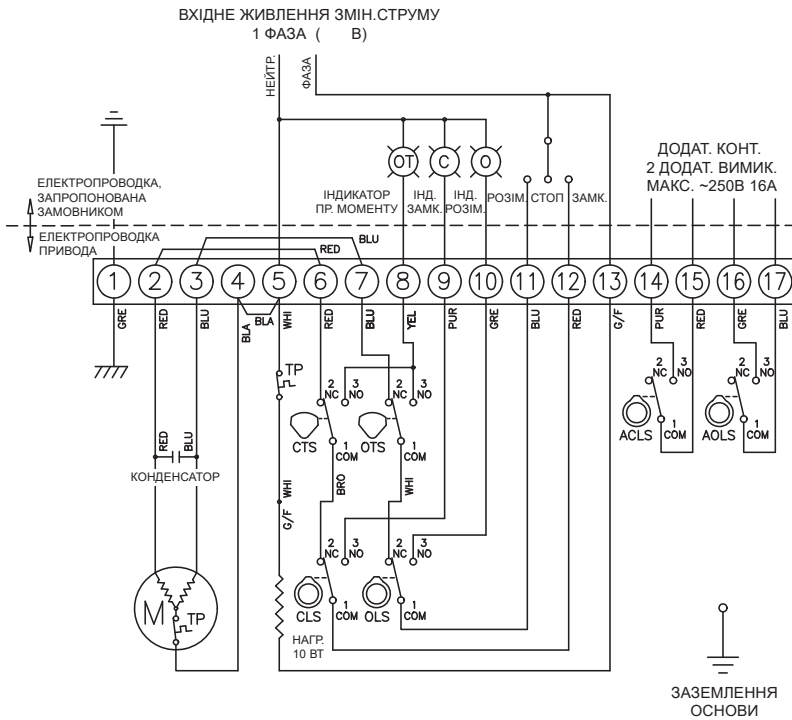 ВХІДНЕ ЖИВЛЕННЯ ЗМІН.СТРУМУ
1 ФАЗА ( В)
НЕЙТР.
ФАЗА
OT
C
O
ДОДАТ. КОНТ.
2 ДОДАТ. ВИМИК.
МАКС. ~250В 16А
ЕЛЕКТРОПРОВОДКА,
ЗАПРОПОНОВАНА
ЗАМОВНИКОМ
ІНДИКАТОР
ПР. МОМЕНТУ
ІНД.
ЗАМК.
ІНД.
РОЗІМ.
РОЗІМ.
СТОП
ЗАМК.
ЕЛЕКТРОПРОВОДКА
ПРИВОДА
BLU
RED
1 2 3 4 5 6 7 8 9 10 11 12 13 14 15 16 17
GRE
RED
BLU
BLA
BLA
WHI
RED
BLU
YEL
PUR
GRE
BLU
RED
G/F
PUR
RED
GRE
BLU
TP
2
NC
3
NO
2
NC
3
NO
2
NC
3
NO
2
NC
3
NO
CTS
OTS
1
COM
1
COM
ACLS
1
COM
AOLS
1
COM
RED
BLU
КОНДЕНСАТОР
WHI
G/F
BRO
WHI
2
NC
3
NO
2
NC
3
NO
M
TP
CLS
1
COM
OLS
1
COM
НАГР.
10 ВТ
ЗАЗЕМЛЕННЯ
ОСНОВИ